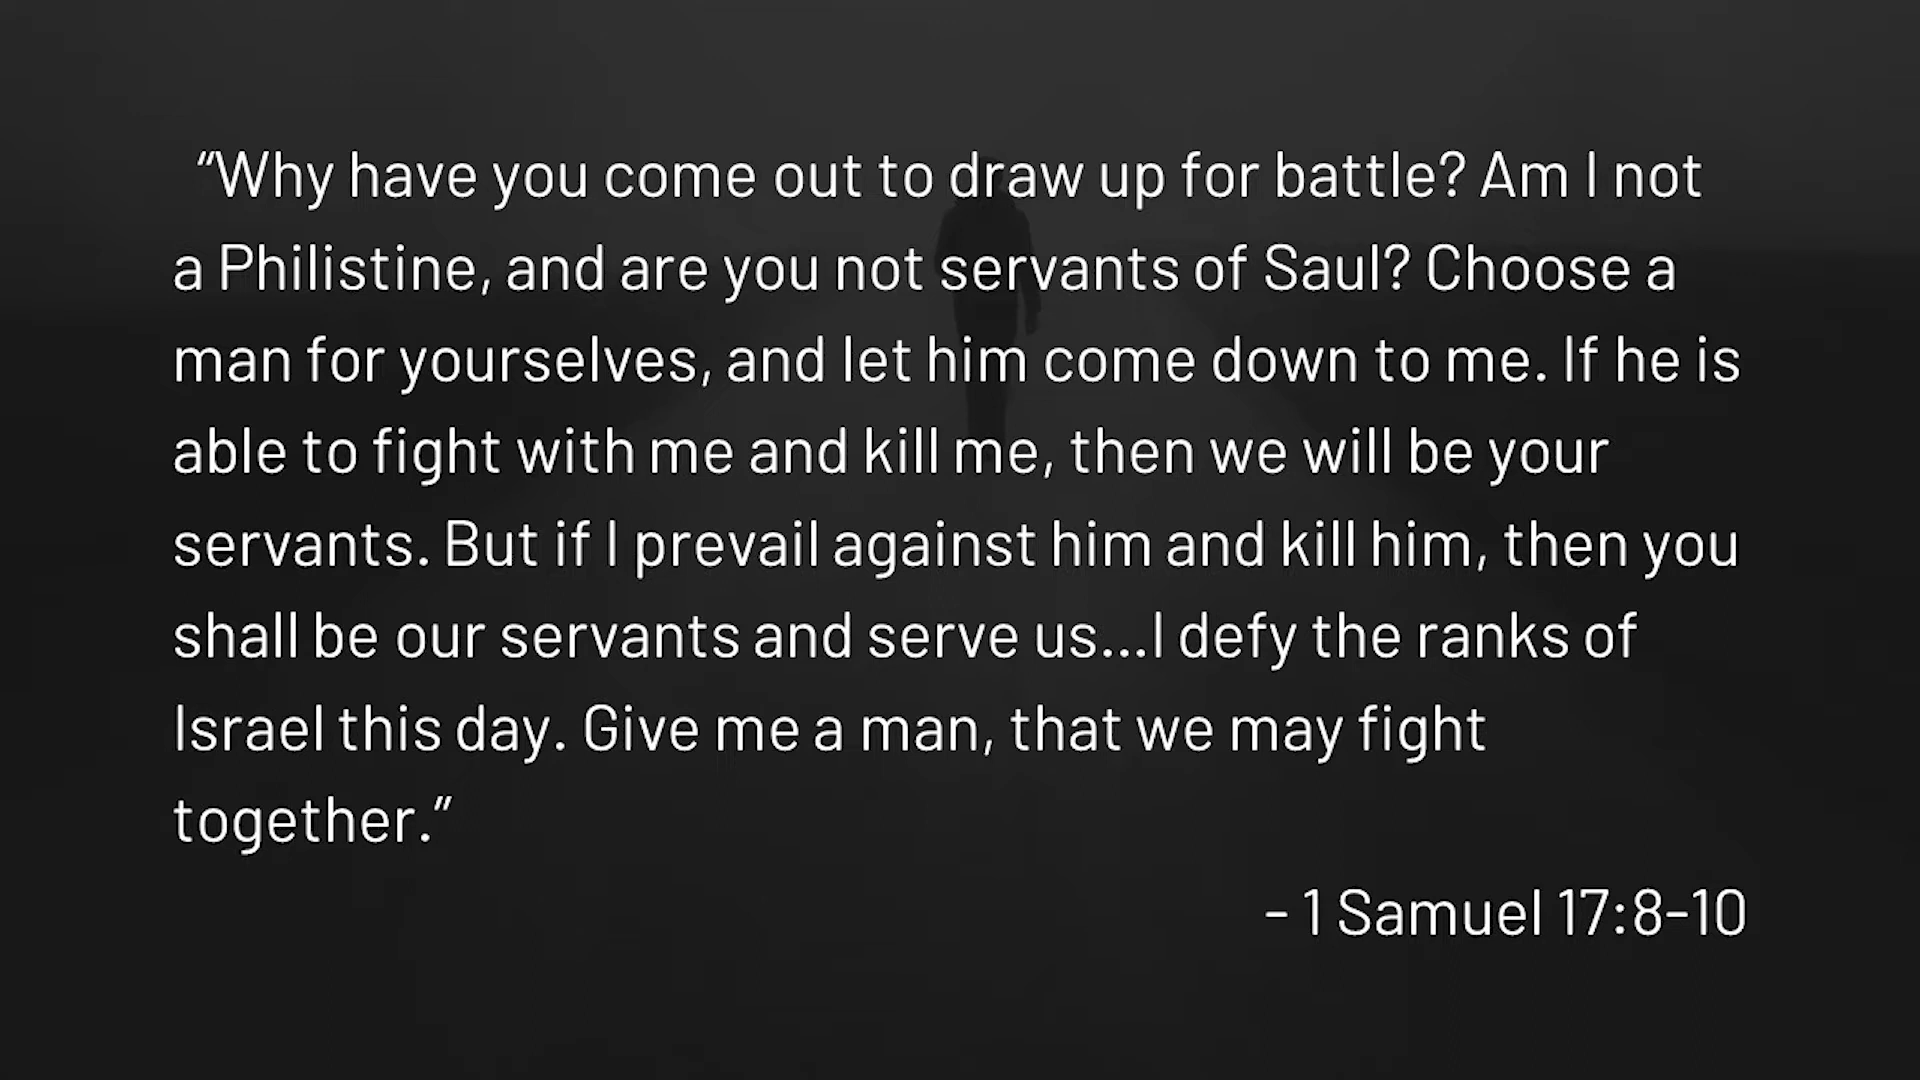 “Why have you come out to draw up for battle? Am I not
a Philistine, and are you not servants of Saul? Choose a
man for yourselves, and let him come down to me. If he is
able to fight with me and kill me, then we will be your
servants. But if I prevail against him and kill him, then you
shall be our servants and serve us...I defy the ranks of
Israel this day. Give me a man, that we may fight
together.”
- 1 Samuel 17:8-10